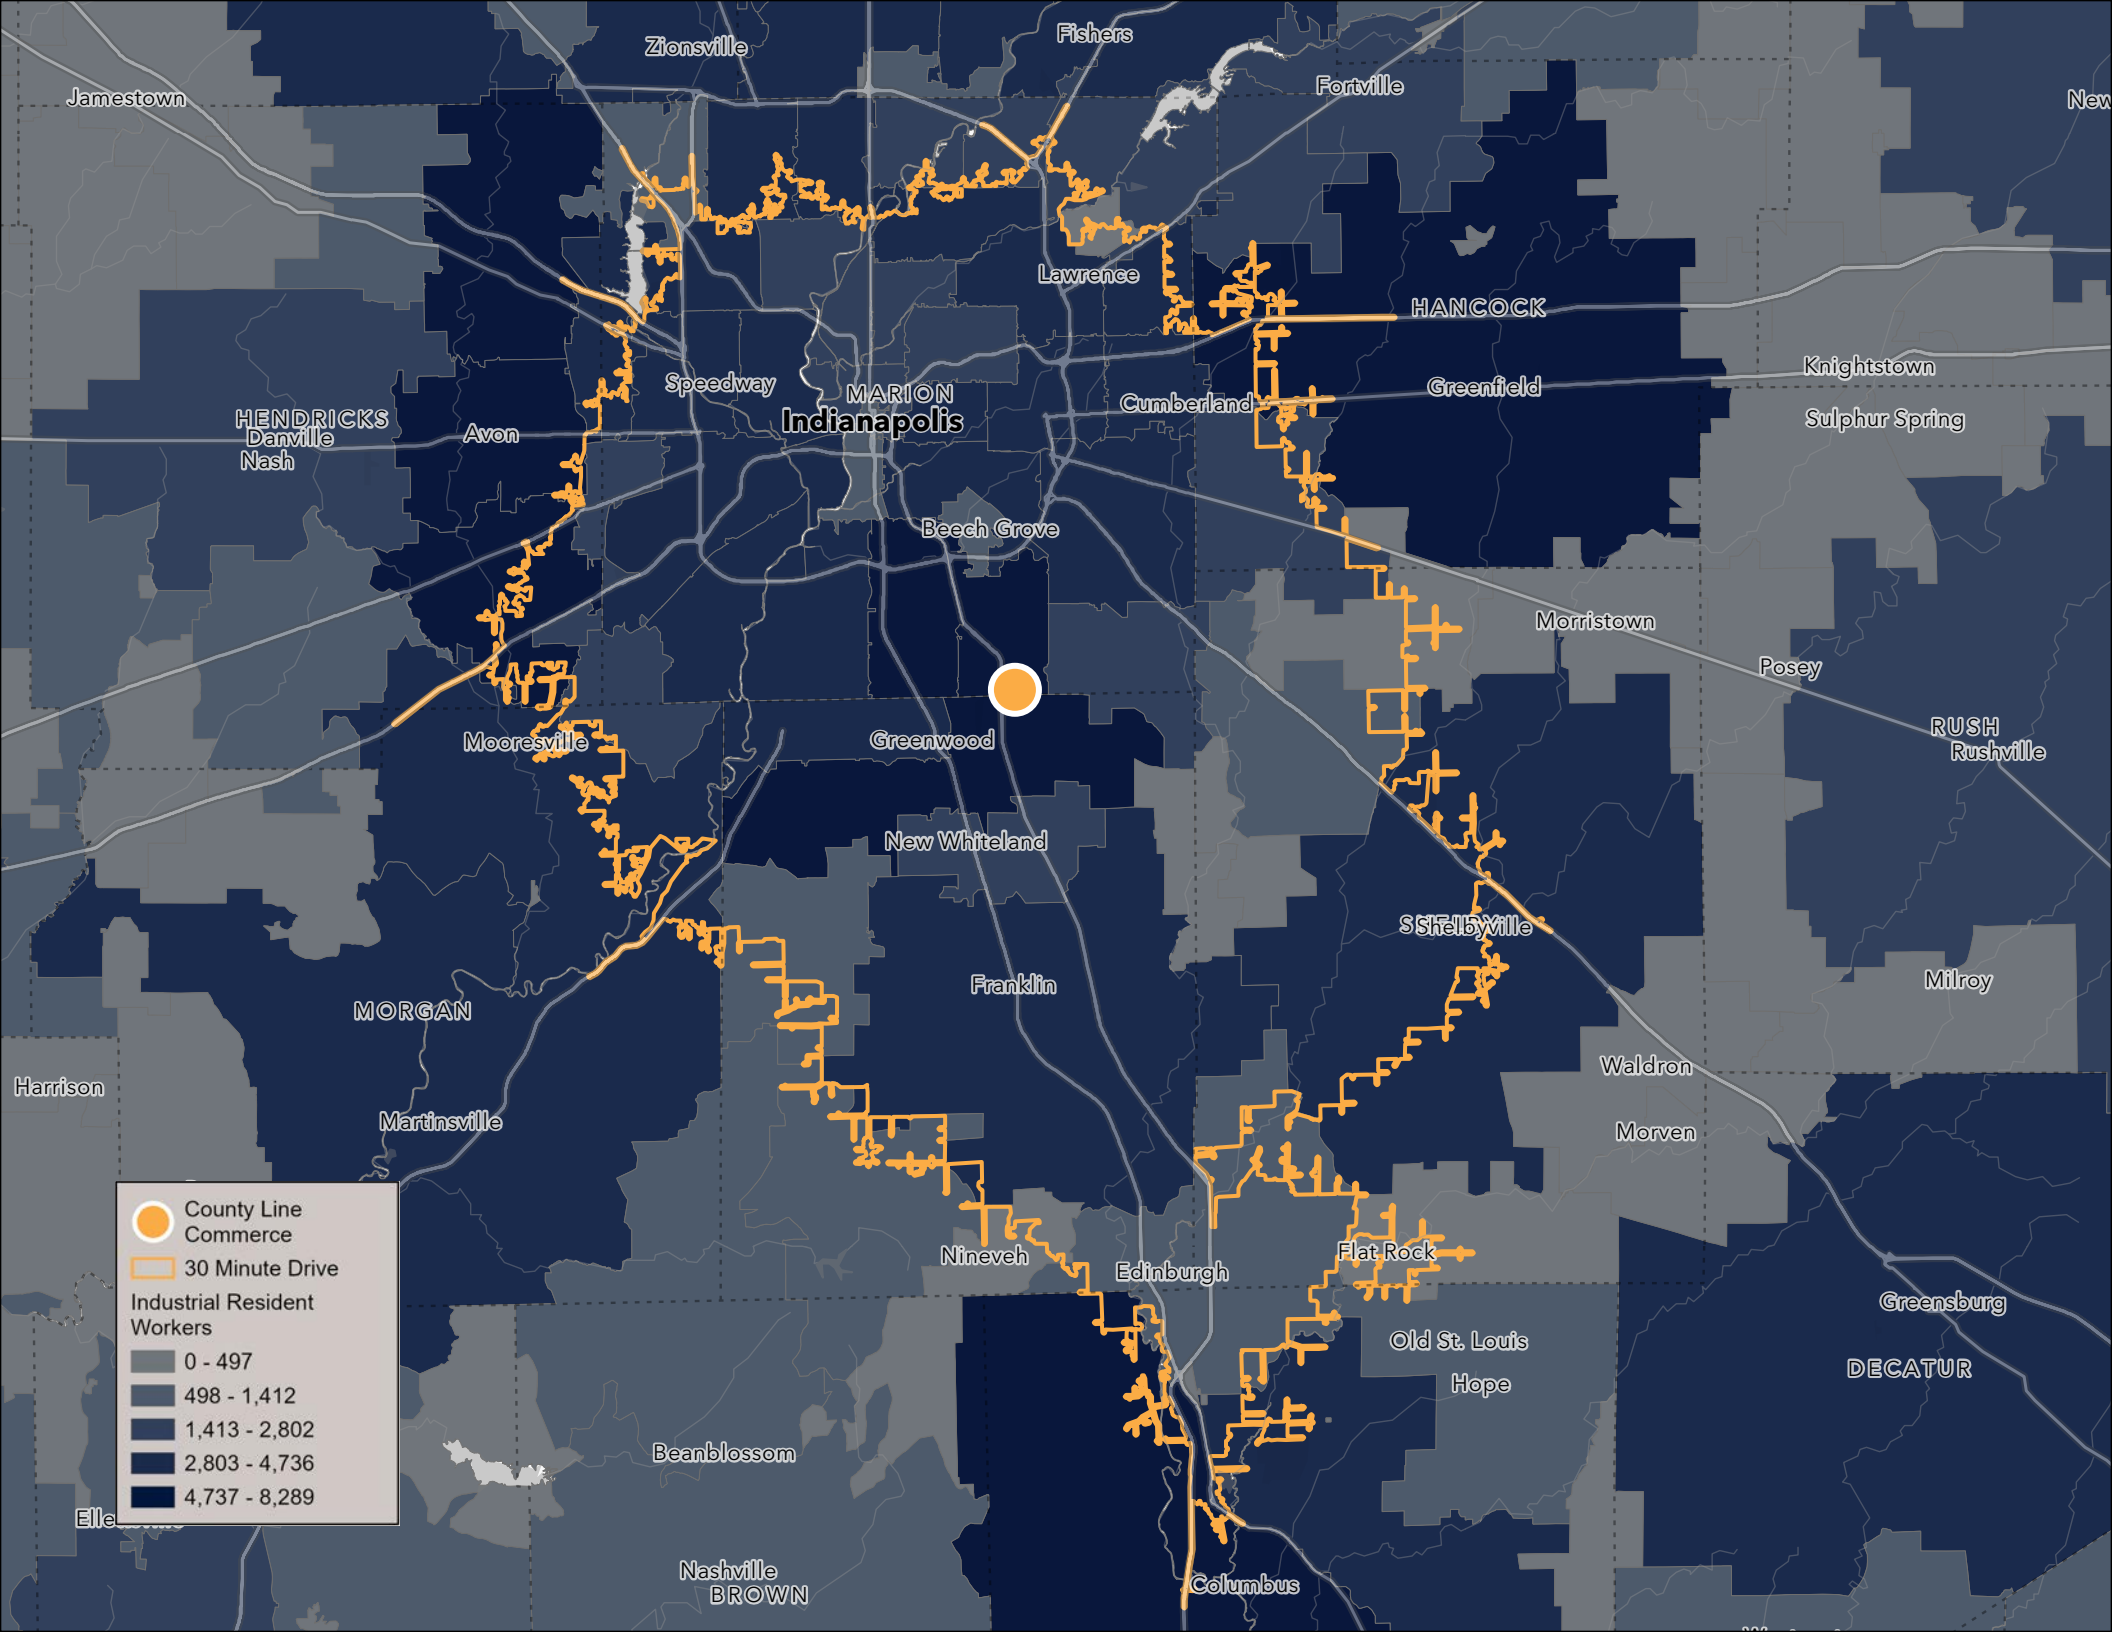 Zionsville
Fishers
Jamestown
Fortville
New
Lawrence
HANCOCK
Knightstown
Speedway
MARION
Greenfield
Cumberland
HENDRICKS
Indianapolis
Sulphur Spring
Danville
Avon
Nash
Beech Grove
Morristown
Posey
RUSH
Rushville
Mooresville
Greenwood
New Whiteland
Shelbyville
Franklin
Milroy
MORGAN
Waldron
Harrison
Martinsville
Morven
Nineveh
Edinburgh
Flat Rock
Greensburg
Old St. Louis
DECATUR
Hope
Beanblossom
Nashville
BROWN
Columbus
County Line
Commerce
30 Minute Drive
Industrial Resident
Workers
0 - 497
498 - 1,412
1,413 - 2,802
2,803 - 4,736
4,737 - 8,289